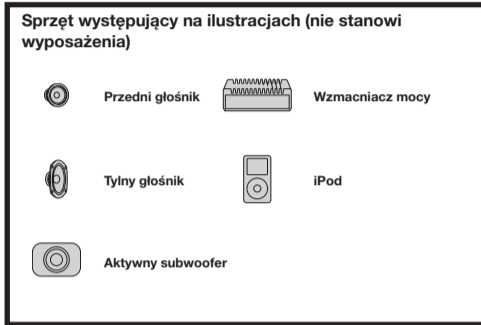 Sprzęt występujący na ilustracjach (nie stanowi
wyposażenia)
Przedni głośnik
Wzmacniacz mocy
Tylny głośnik
iPod
Aktywny subwoofer